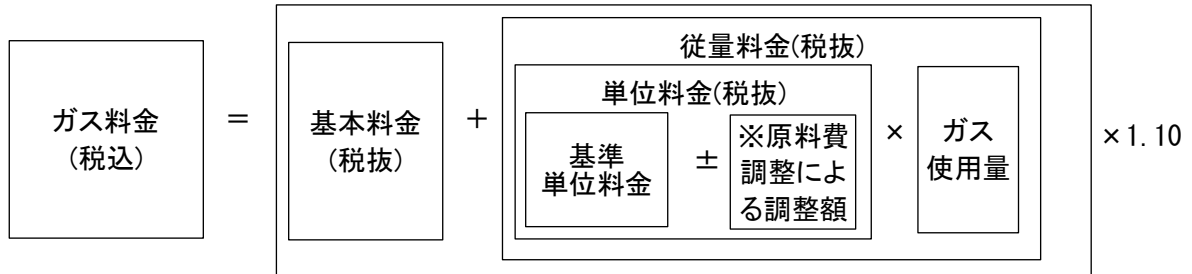 ガス料金
(税込)
=
基本料金
(税抜)
+
従量料金(税抜)
単位料金(税抜)
基準
単位料金
±
※原料費
調整によ
る調整額
×
ガス
使用量
×1.10